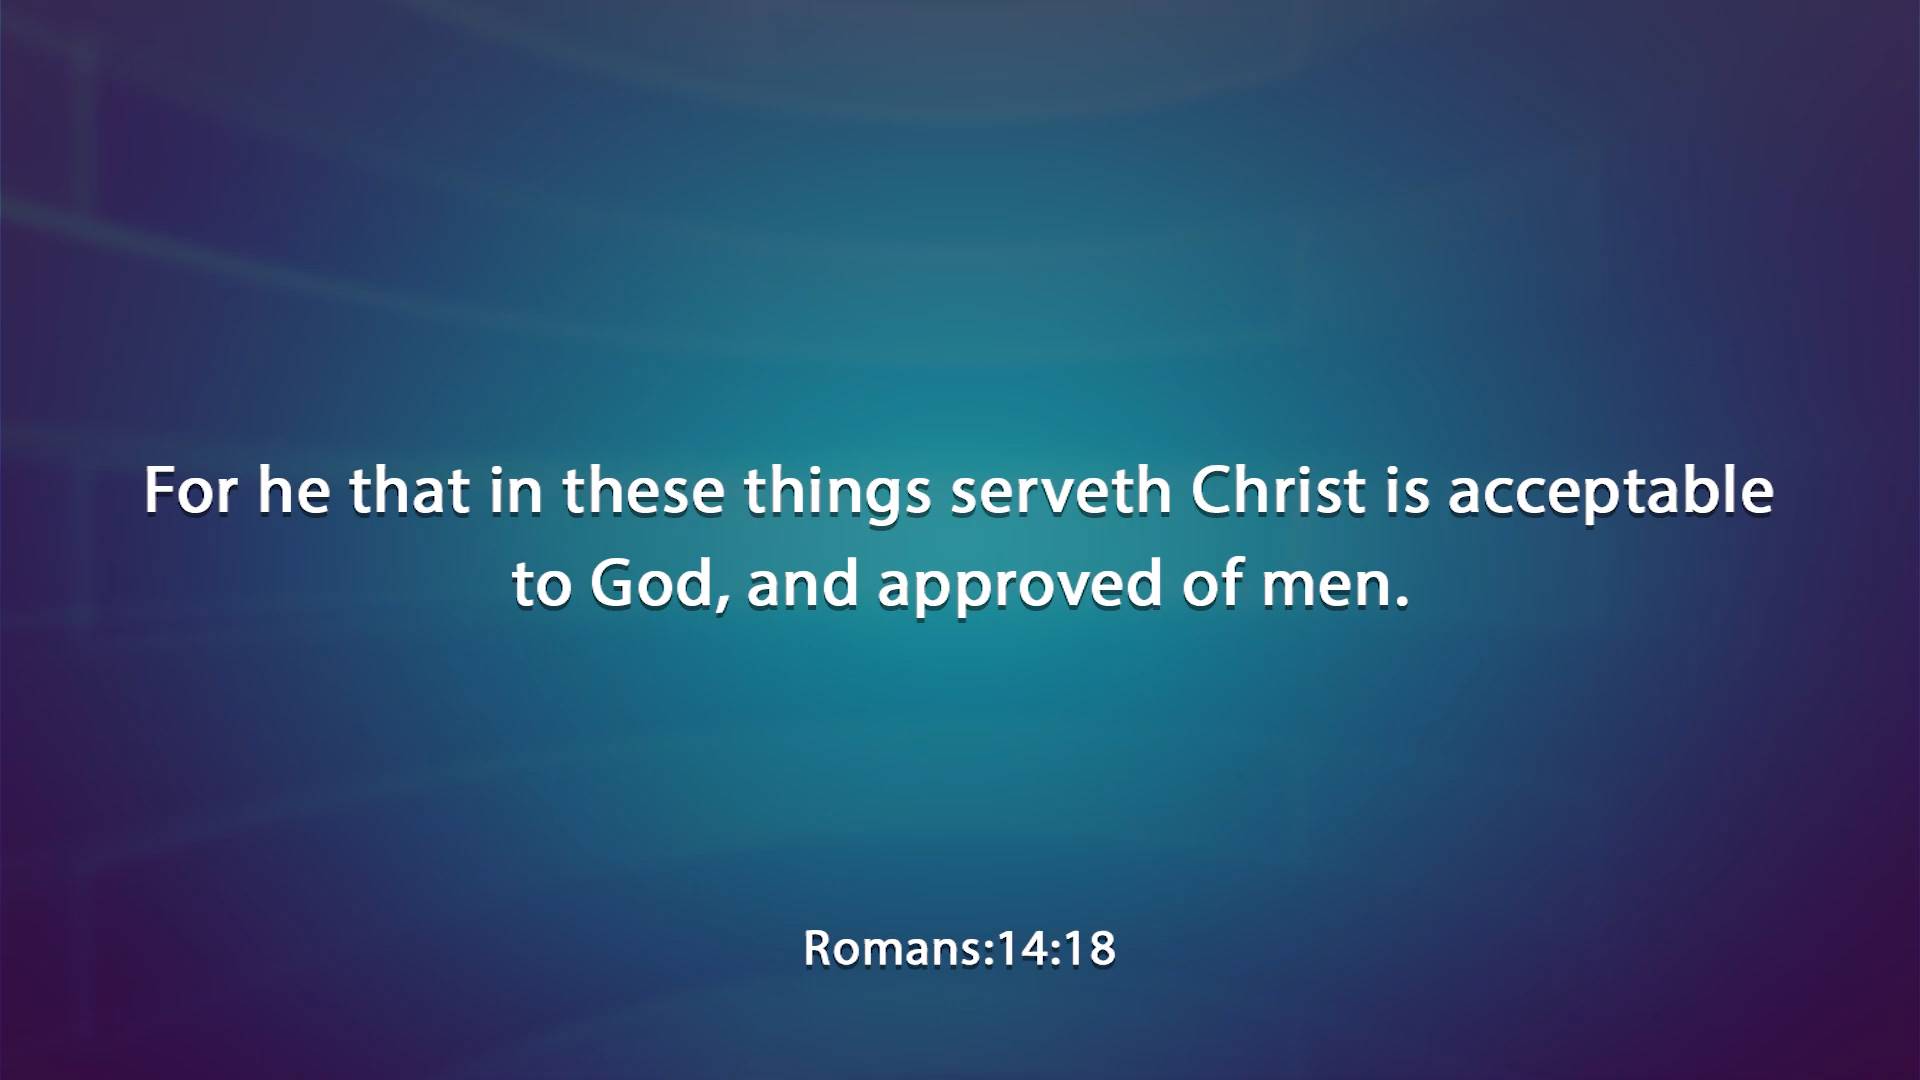 For he that in these things serveth Christ is acceptable
to God, and approved of men.
Romans:14:18